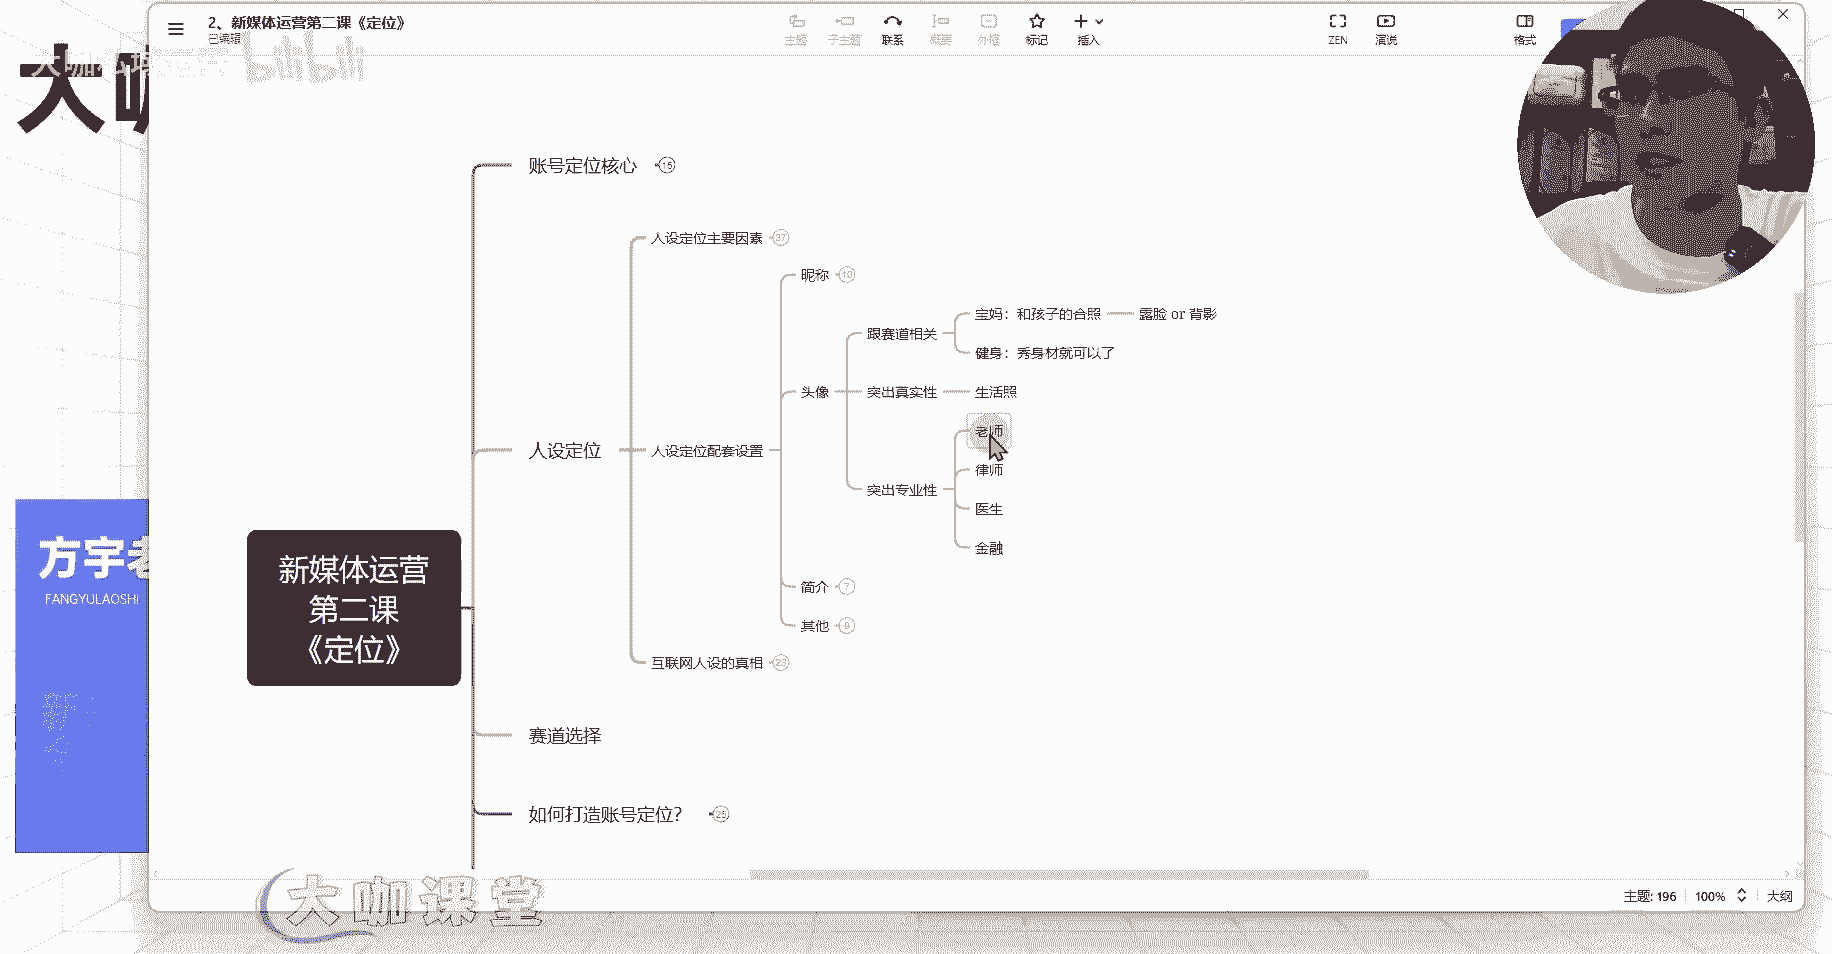 2、新媒体运营第二课《定位》
已编辑
主题
子主题
联系
概要
外框
标记
插入
ZEN
演说
格式
大咖私域运营
bilibili
大咖
账号定位核心 15
人设定位主要因素 37
昵称 10
宝妈：和孩子的合照
露脸 or 背影
跟赛道相关
健身：秀身材就可以了
头像
突出真实性
生活照
老师
人设定位
人设定位配套设置
律师
突出专业性
医生
金融
方宇老
FANGYULAOSHI
新媒体运营
第二课
《定位》
简介 7
其他 9
互联网人设的真相 23
赛道选择
如何打造账号定位？ 25
大咖课堂
主题: 196
100%
大纲